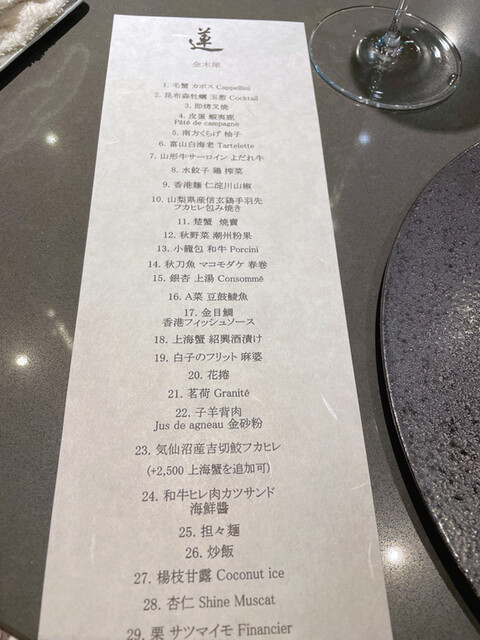 蓮
金木犀
1. 毛蟹 カボス Cappellini
2. 昆布森牡蠣 玉葱 Cocktail
3. 即烤叉焼
4. 皮蛋 蝦夷鹿
Pâté de campagne
5. 南方くらげ 柚子
6. 富山白海老 Tartelette
7. 山形牛サーロイン よだれ牛
8. 水餃子 鶏 搾菜
9. 香港麺 仁淀川山椒
10. 山梨県産信玄鶏手羽先
フカヒレ包み焼き
11. 楚蟹 焼賣
12. 秋野菜 潮州粉果
13. 小籠包 和牛 Porcini
14. 秋刀魚 マコモダケ 春巻
15. 銀杏 上湯 Consommé
16. A菜 豆鼓鯪魚
17. 金目鯛
香港フィッシュソース
18. 上海蟹 紹興酒漬け
19. 白子のフリット 麻婆
20. 花捲
21. 茗荷 Granité
22. 子羊背肉
Jus de agneau 金砂粉
23. 気仙沼産吉切鮫フカヒレ
(+2,500 上海蟹を追加可)
24. 和牛ヒレ肉カツサンド
海鮮醬
25. 担々麺
26. 炒飯
27. 楊枝甘露 Coconut ice
28. 杏仁 Shine Muscat
29. 栗 サツマイモ Financier